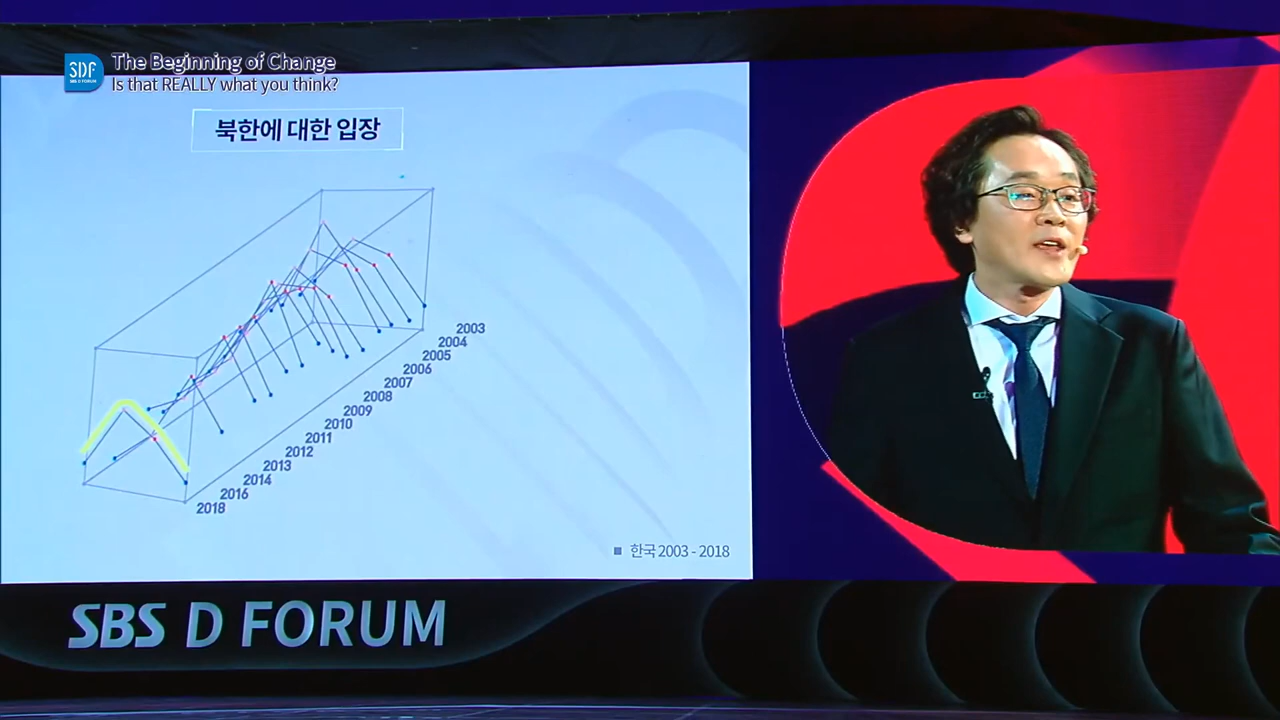 SDF
SBS D FORUM
The Beginning of Change
Is that REALLY what you think?
북한에 대한 입장
2003
2004
2005
2006
2007
2008
2009
2010
2011
2012
2013
2014
2016
2018
한국 2003 - 2018
SBS D FORUM